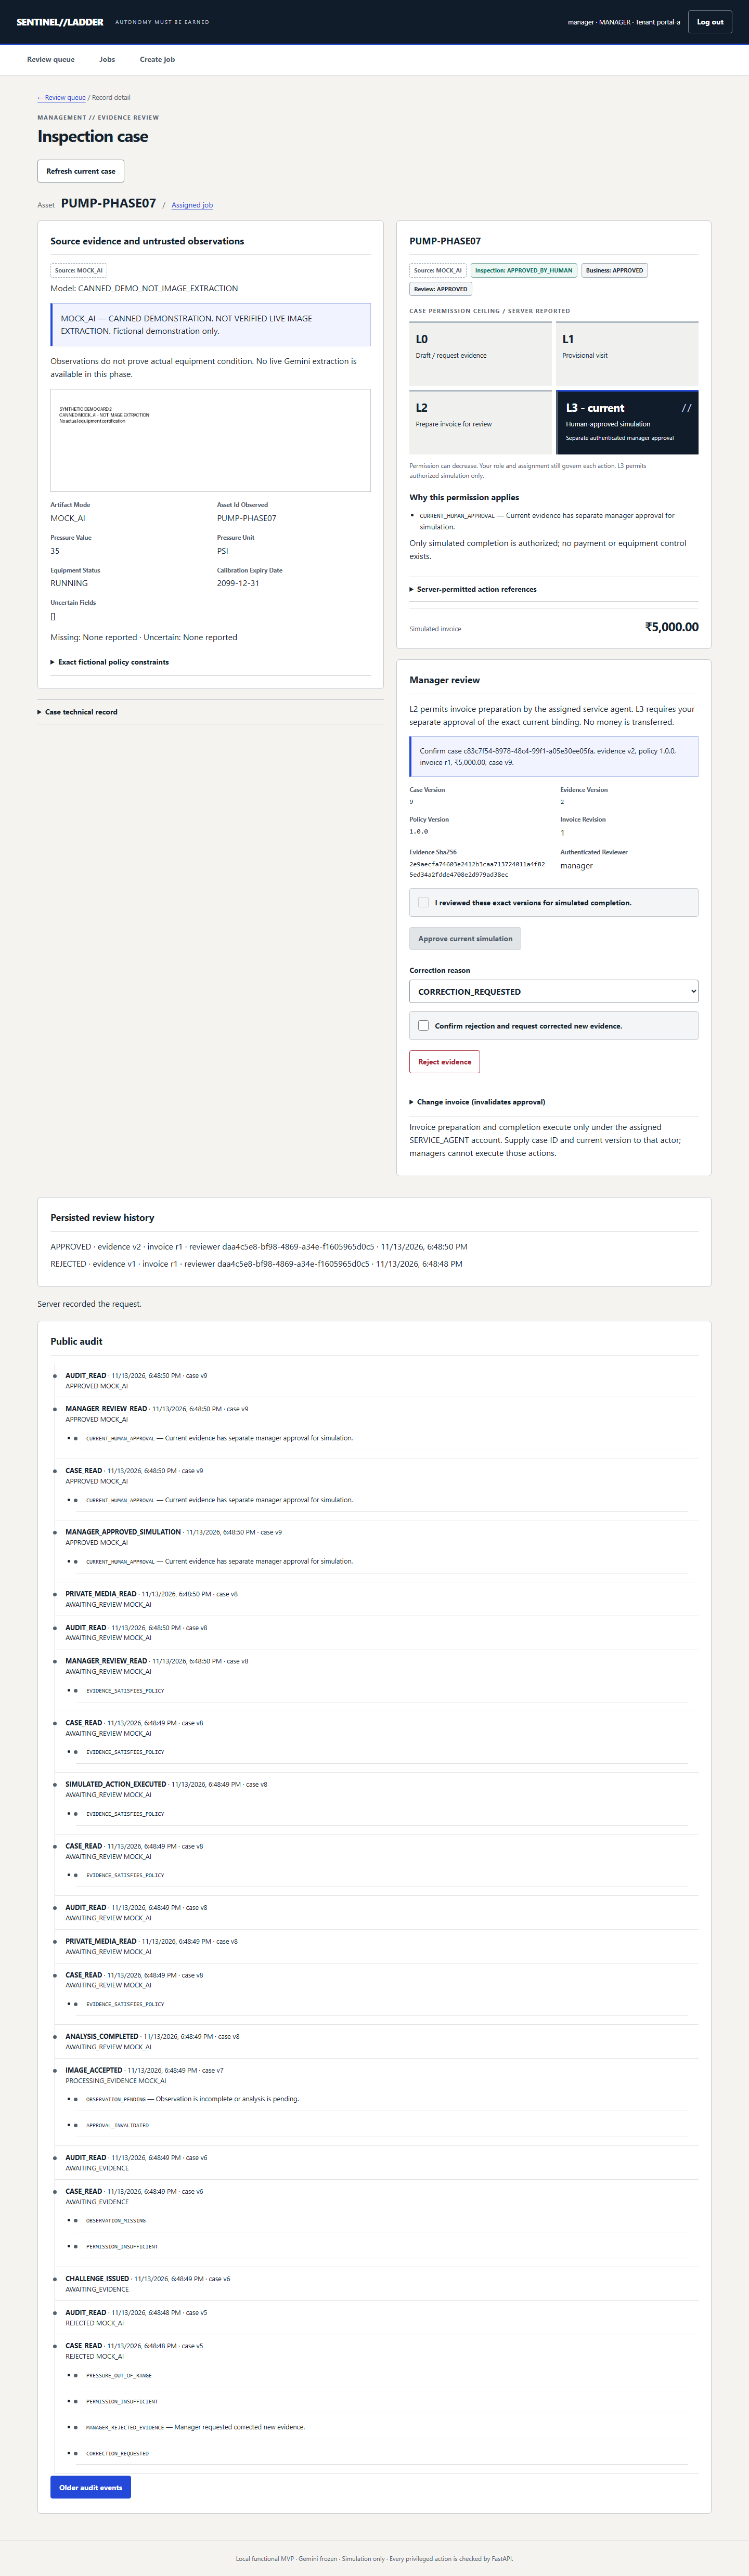 SENTINEL//LADDER
AUTONOMY MUST BE EARNED
manager · MANAGER · Tenant portal-a
Log out
Review queue
Jobs
Create job
← Review queue / Record detail
MANAGEMENT // EVIDENCE REVIEW
Inspection case
Refresh current case
Asset PUMP-PHASE07 / Assigned job
Source evidence and untrusted observations
Source: MOCK_AI
Model: CANNED_DEMO_NOT_IMAGE_EXTRACTION
MOCK_AI — CANNED DEMONSTRATION. NOT VERIFIED LIVE IMAGE
EXTRACTION. Fictional demonstration only.
Observations do not prove actual equipment condition. No live Gemini extraction is
available in this phase.
SYNTHETIC DEMO CARD 2
CANNED MOCK_AI - NOT IMAGE EXTRACTION
No actual equipment certification
Artifact Mode
MOCK_AI
Asset Id Observed
PUMP-PHASE07
Pressure Value
35
Pressure Unit
PSI
Equipment Status
RUNNING
Calibration Expiry Date
2099-12-31
Uncertain Fields
[]
Missing: None reported · Uncertain: None reported
▶ Exact fictional policy constraints
▶ Case technical record
PUMP-PHASE07
Source: MOCK_AI
Inspection: APPROVED_BY_HUMAN
Business: APPROVED
Review: APPROVED
CASE PERMISSION CEILING / SERVER REPORTED
L0
Draft / request evidence
L1
Provisional visit
L2
Prepare invoice for review
L3 - current //
Human-approved simulation
Separate authenticated manager approval
Permission can decrease. Your role and assignment still govern each action. L3 permits
authorized simulation only.
Why this permission applies
• CURRENT_HUMAN_APPROVAL — Current evidence has separate manager approval for
simulation.
Only simulated completion is authorized; no payment or equipment control
exists.
▶ Server-permitted action references
Simulated invoice
₹5,000.00
Manager review
L2 permits invoice preparation by the assigned service agent. L3 requires your
separate approval of the exact current binding. No money is transferred.
Confirm case c83c7f54-8978-48c4-99f1-a05e30ee05fa, evidence v2, policy 1.0.0,
invoice r1, ₹5,000.00, case v9.
Case Version
9
Evidence Version
2
Policy Version
1.0.0
Invoice Revision
1
Evidence Sha256
2e9aecfa74603e2412b3caa713724011a4f82
5ed34a2fdde4708e2d979ad38ec
Authenticated Reviewer
manager
I reviewed these exact versions for simulated completion.
Approve current simulation
Correction reason
CORRECTION_REQUESTED
Confirm rejection and request corrected new evidence.
Reject evidence
▶ Change invoice (invalidates approval)
Invoice preparation and completion execute only under the assigned
SERVICE_AGENT account. Supply case ID and current version to that actor;
managers cannot execute those actions.
Persisted review history
APPROVED · evidence v2 · invoice r1 · reviewer daa4c5e8-bf98-4869-a34e-f1605965d0c5 · 11/13/2026, 6:48:50 PM
REJECTED · evidence v1 · invoice r1 · reviewer daa4c5e8-bf98-4869-a34e-f1605965d0c5 · 11/13/2026, 6:48:48 PM
Server recorded the request.
Public audit
AUDIT_READ · 11/13/2026, 6:48:50 PM · case v9
APPROVED MOCK_AI
MANAGER_REVIEW_READ · 11/13/2026, 6:48:50 PM · case v9
APPROVED MOCK_AI
CURRENT_HUMAN_APPROVAL — Current evidence has separate manager approval for simulation.
CASE_READ · 11/13/2026, 6:48:50 PM · case v9
APPROVED MOCK_AI
CURRENT_HUMAN_APPROVAL — Current evidence has separate manager approval for simulation.
MANAGER_APPROVED_SIMULATION · 11/13/2026, 6:48:50 PM · case v9
APPROVED MOCK_AI
CURRENT_HUMAN_APPROVAL — Current evidence has separate manager approval for simulation.
PRIVATE_MEDIA_READ · 11/13/2026, 6:48:50 PM · case v8
AWAITING_REVIEW MOCK_AI
AUDIT_READ · 11/13/2026, 6:48:50 PM · case v8
AWAITING_REVIEW MOCK_AI
MANAGER_REVIEW_READ · 11/13/2026, 6:48:50 PM · case v8
AWAITING_REVIEW MOCK_AI
EVIDENCE_SATISFIES_POLICY
CASE_READ · 11/13/2026, 6:48:49 PM · case v8
AWAITING_REVIEW MOCK_AI
EVIDENCE_SATISFIES_POLICY
SIMULATED_ACTION_EXECUTED · 11/13/2026, 6:48:49 PM · case v8
AWAITING_REVIEW MOCK_AI
EVIDENCE_SATISFIES_POLICY
CASE_READ · 11/13/2026, 6:48:49 PM · case v8
AWAITING_REVIEW MOCK_AI
EVIDENCE_SATISFIES_POLICY
AUDIT_READ · 11/13/2026, 6:48:49 PM · case v8
AWAITING_REVIEW MOCK_AI
PRIVATE_MEDIA_READ · 11/13/2026, 6:48:49 PM · case v8
AWAITING_REVIEW MOCK_AI
CASE_READ · 11/13/2026, 6:48:49 PM · case v8
AWAITING_REVIEW MOCK_AI
EVIDENCE_SATISFIES_POLICY
ANALYSIS_COMPLETED · 11/13/2026, 6:48:49 PM · case v8
AWAITING_REVIEW MOCK_AI
IMAGE_ACCEPTED · 11/13/2026, 6:48:49 PM · case v7
PROCESSING_EVIDENCE MOCK_AI
OBSERVATION_PENDING — Observation is incomplete or analysis is pending.
APPROVAL_INVALIDATED
AUDIT_READ · 11/13/2026, 6:48:49 PM · case v6
AWAITING_EVIDENCE
CASE_READ · 11/13/2026, 6:48:49 PM · case v6
AWAITING_EVIDENCE
OBSERVATION_MISSING
PERMISSION_INSUFFICIENT
CHALLENGE_ISSUED · 11/13/2026, 6:48:49 PM · case v6
AWAITING_EVIDENCE
AUDIT_READ · 11/13/2026, 6:48:48 PM · case v5
REJECTED MOCK_AI
CASE_READ · 11/13/2026, 6:48:48 PM · case v5
REJECTED MOCK_AI
PRESSURE_OUT_OF_RANGE
PERMISSION_INSUFFICIENT
MANAGER_REJECTED_EVIDENCE — Manager requested corrected new evidence.
CORRECTION_REQUESTED
Older audit events
Local functional MVP · Gemini frozen · Simulation only · Every privileged action is checked by FastAPI.